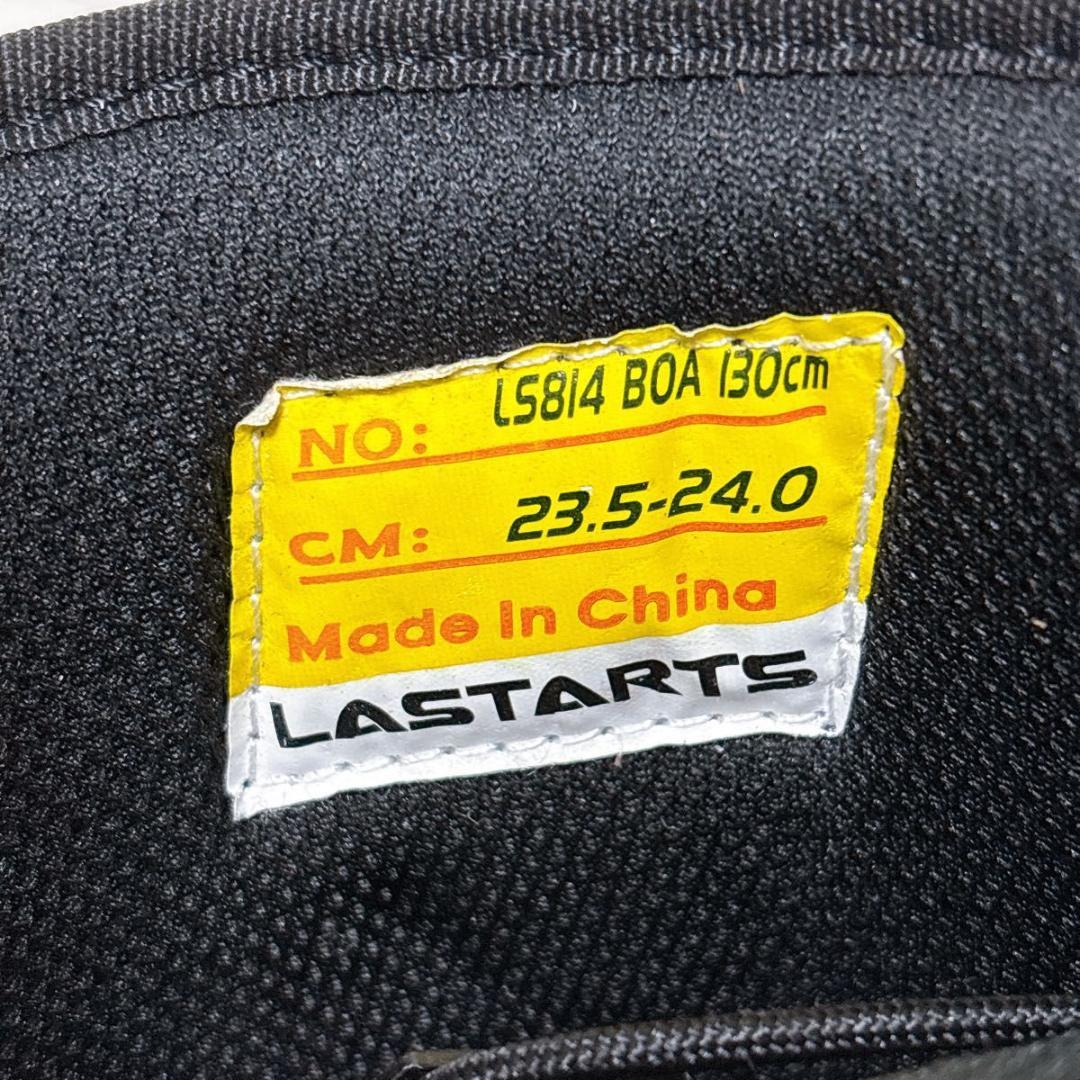 NO: LS814 BOA 130cm
CM: 23.5-24.0
Made In China
LASTARTS